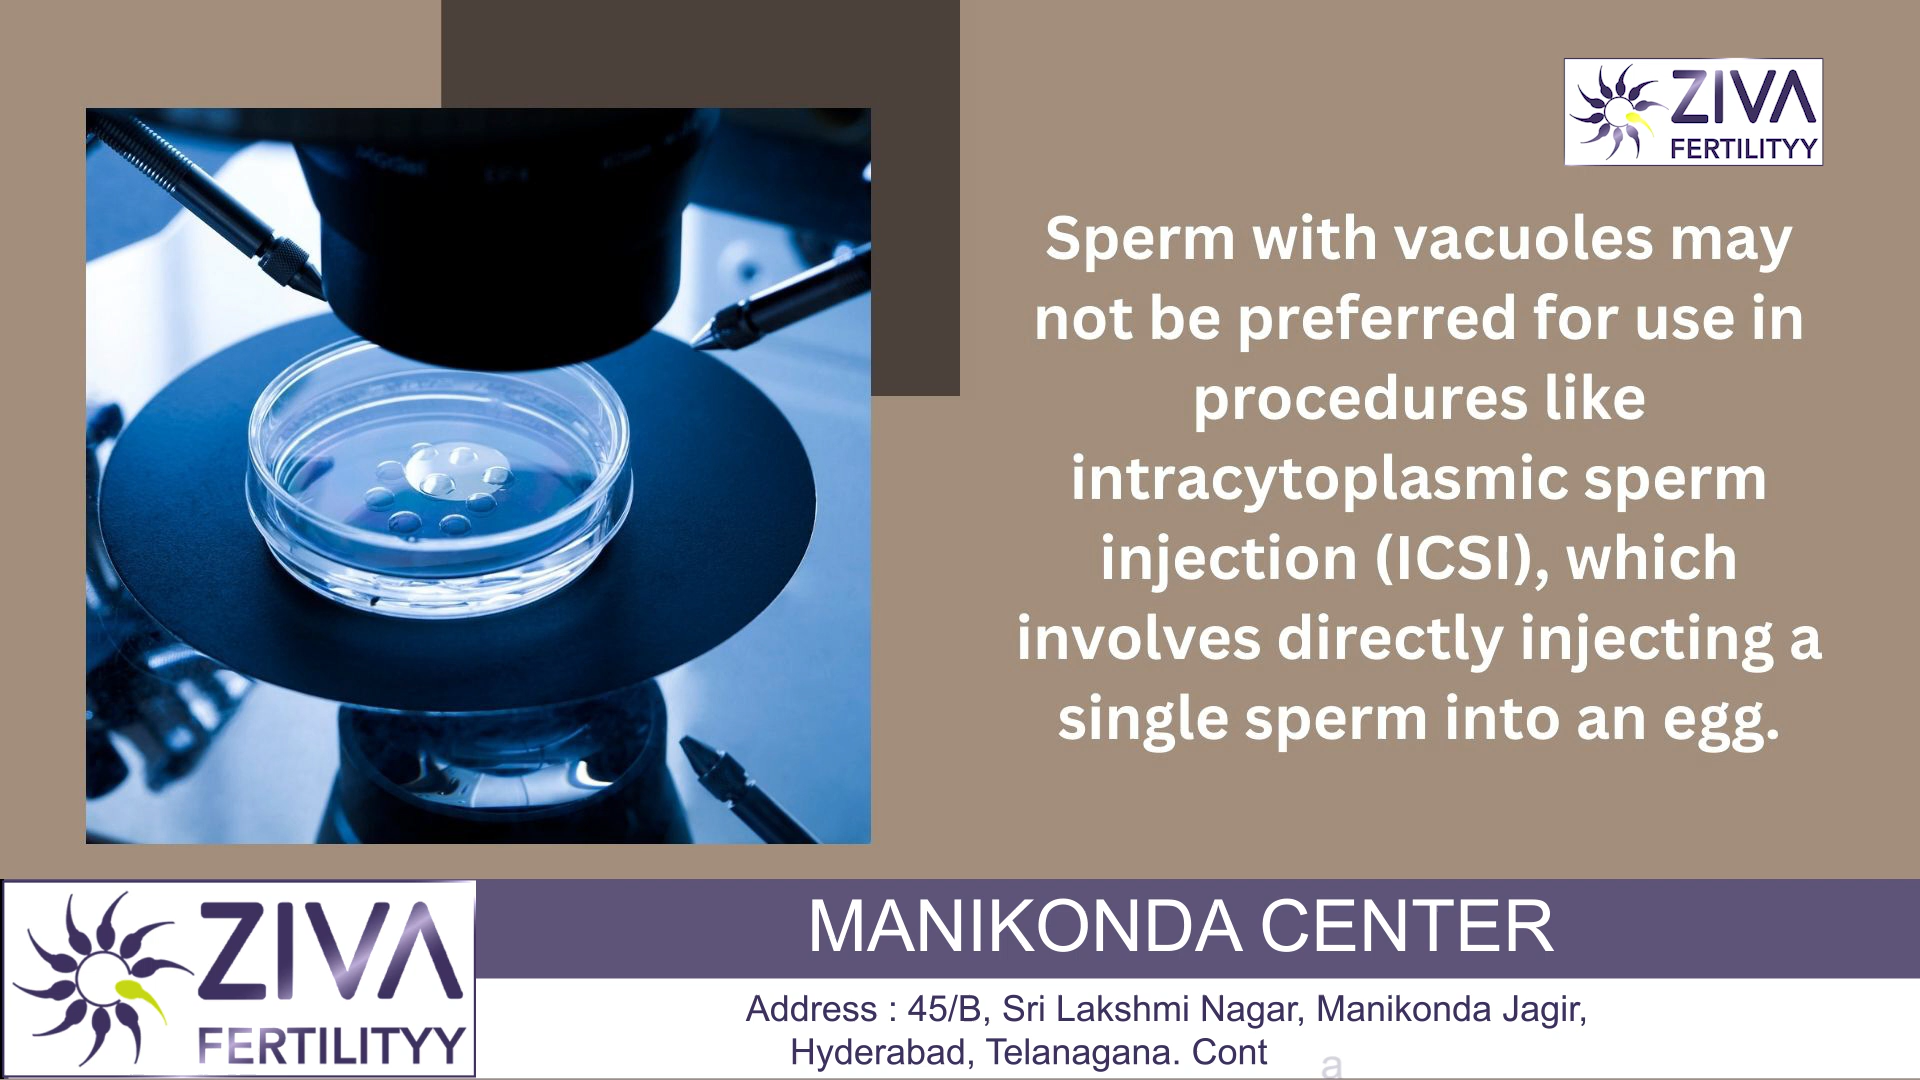 ZIVA
FERTILITYY
Sperm with vacuoles may
not be preferred for use in
procedures like
intracytoplasmic sperm
injection (ICSI), which
involves directly injecting a
single sperm into an egg.
ZIVA
FERTILITYY
MANIKONDA CENTER
Address : 45/B, Sri Lakshmi Nagar, Manikonda Jagir,
Hyderabad, Telanagana. Cont a